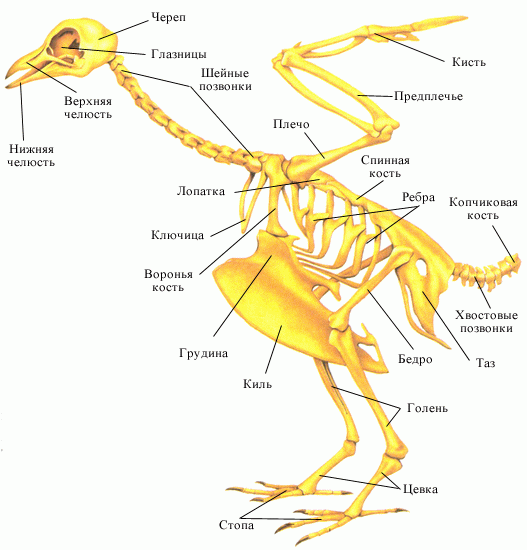 Череп
Глазницы
Кисть
Шейные
позвонки
Верхняя
челюсть
Предплечье
Нижняя
челюсть
Плечо
Спинная
кость
Лопатка
Ребра
Копчиковая
кость
Ключица
Воронья
кость
Хвостовые
позвонки
Грудина
Бедро
Таз
Киль
Голень
Цевка
Стопа